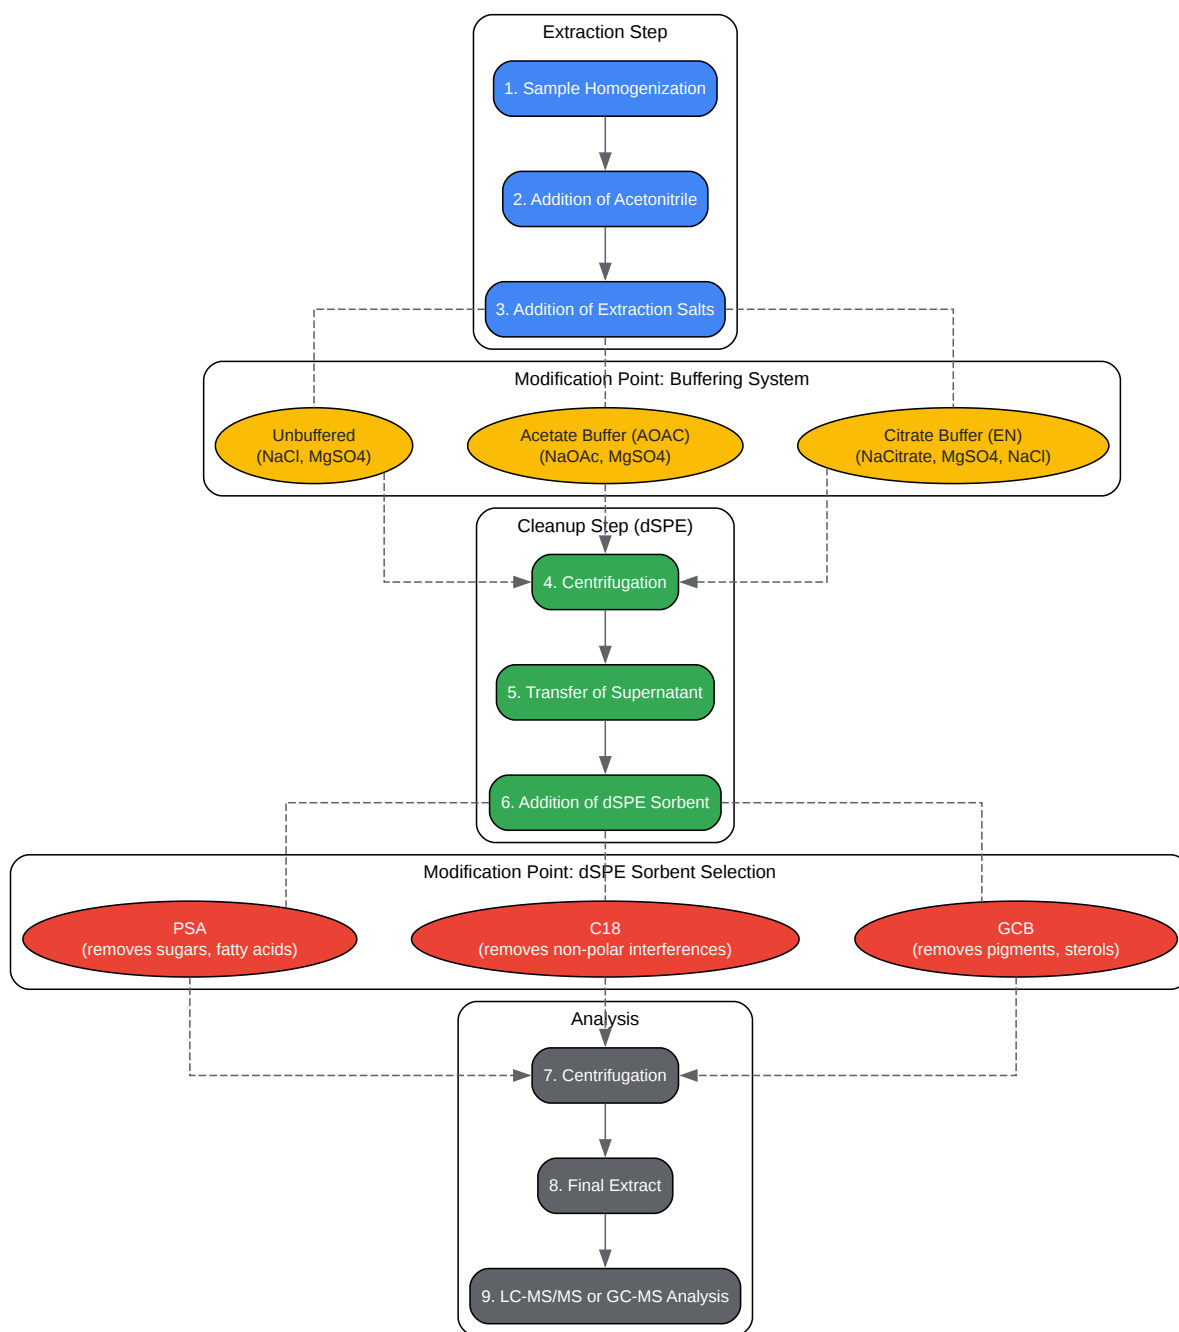 Extraction Step
1. Sample Homogenization
2. Addition of Acetonitrile
3. Addition of Extraction Salts
Modification Point: Buffering System
Unbuffered
(NaCl, MgSO4)
Acetate Buffer (AOAC)
(NaOAc, MgSO4)
Citrate Buffer (EN)
(NaCitrate, MgSO4, NaCl)
Cleanup Step (dSPE)
4. Centrifugation
5. Transfer of Supernatant
6. Addition of dSPE Sorbent
Modification Point: dSPE Sorbent Selection
PSA
(removes sugars, fatty acids)
C18
(removes non-polar interferences)
GCB
(removes pigments, sterols)
Analysis
7. Centrifugation
8. Final Extract
9. LC-MS/MS or GC-MS Analysis